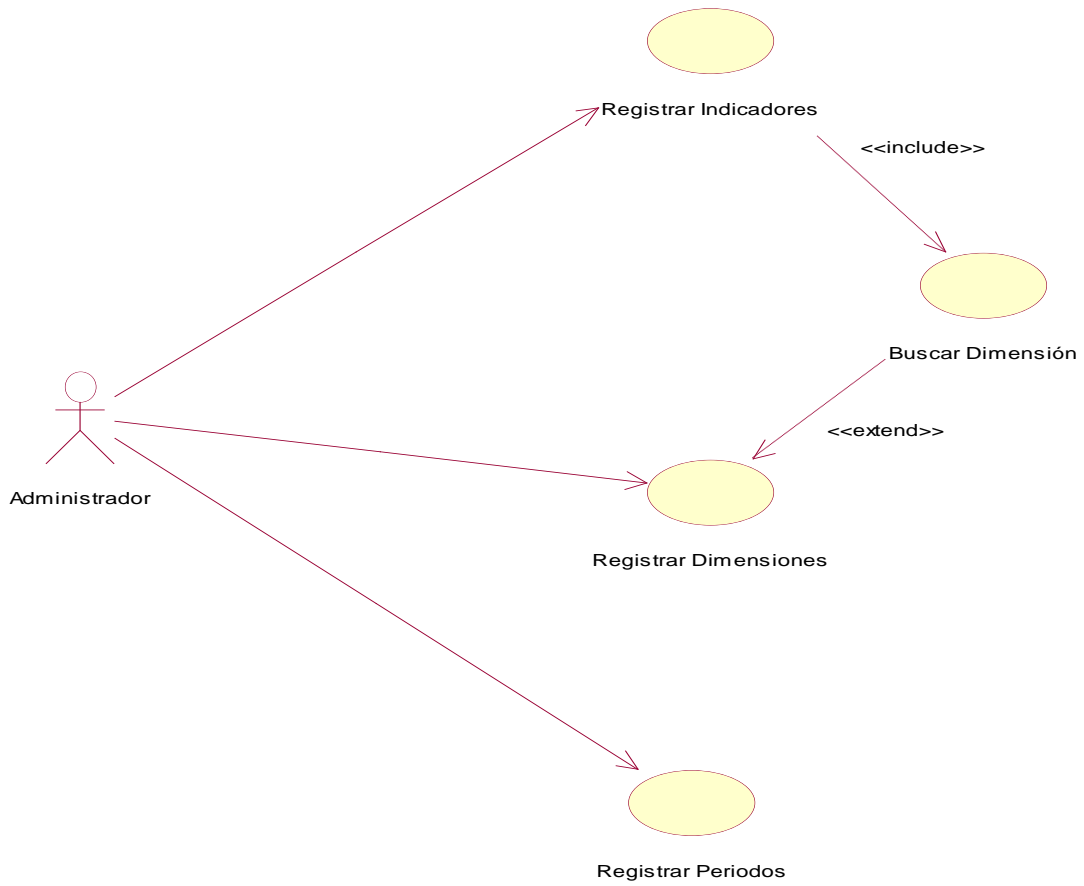 Registrar Indicadores
<<include>>
Buscar Dimensión
<<extend>>
Administrador
Registrar Dimensiones
Registrar Periodos